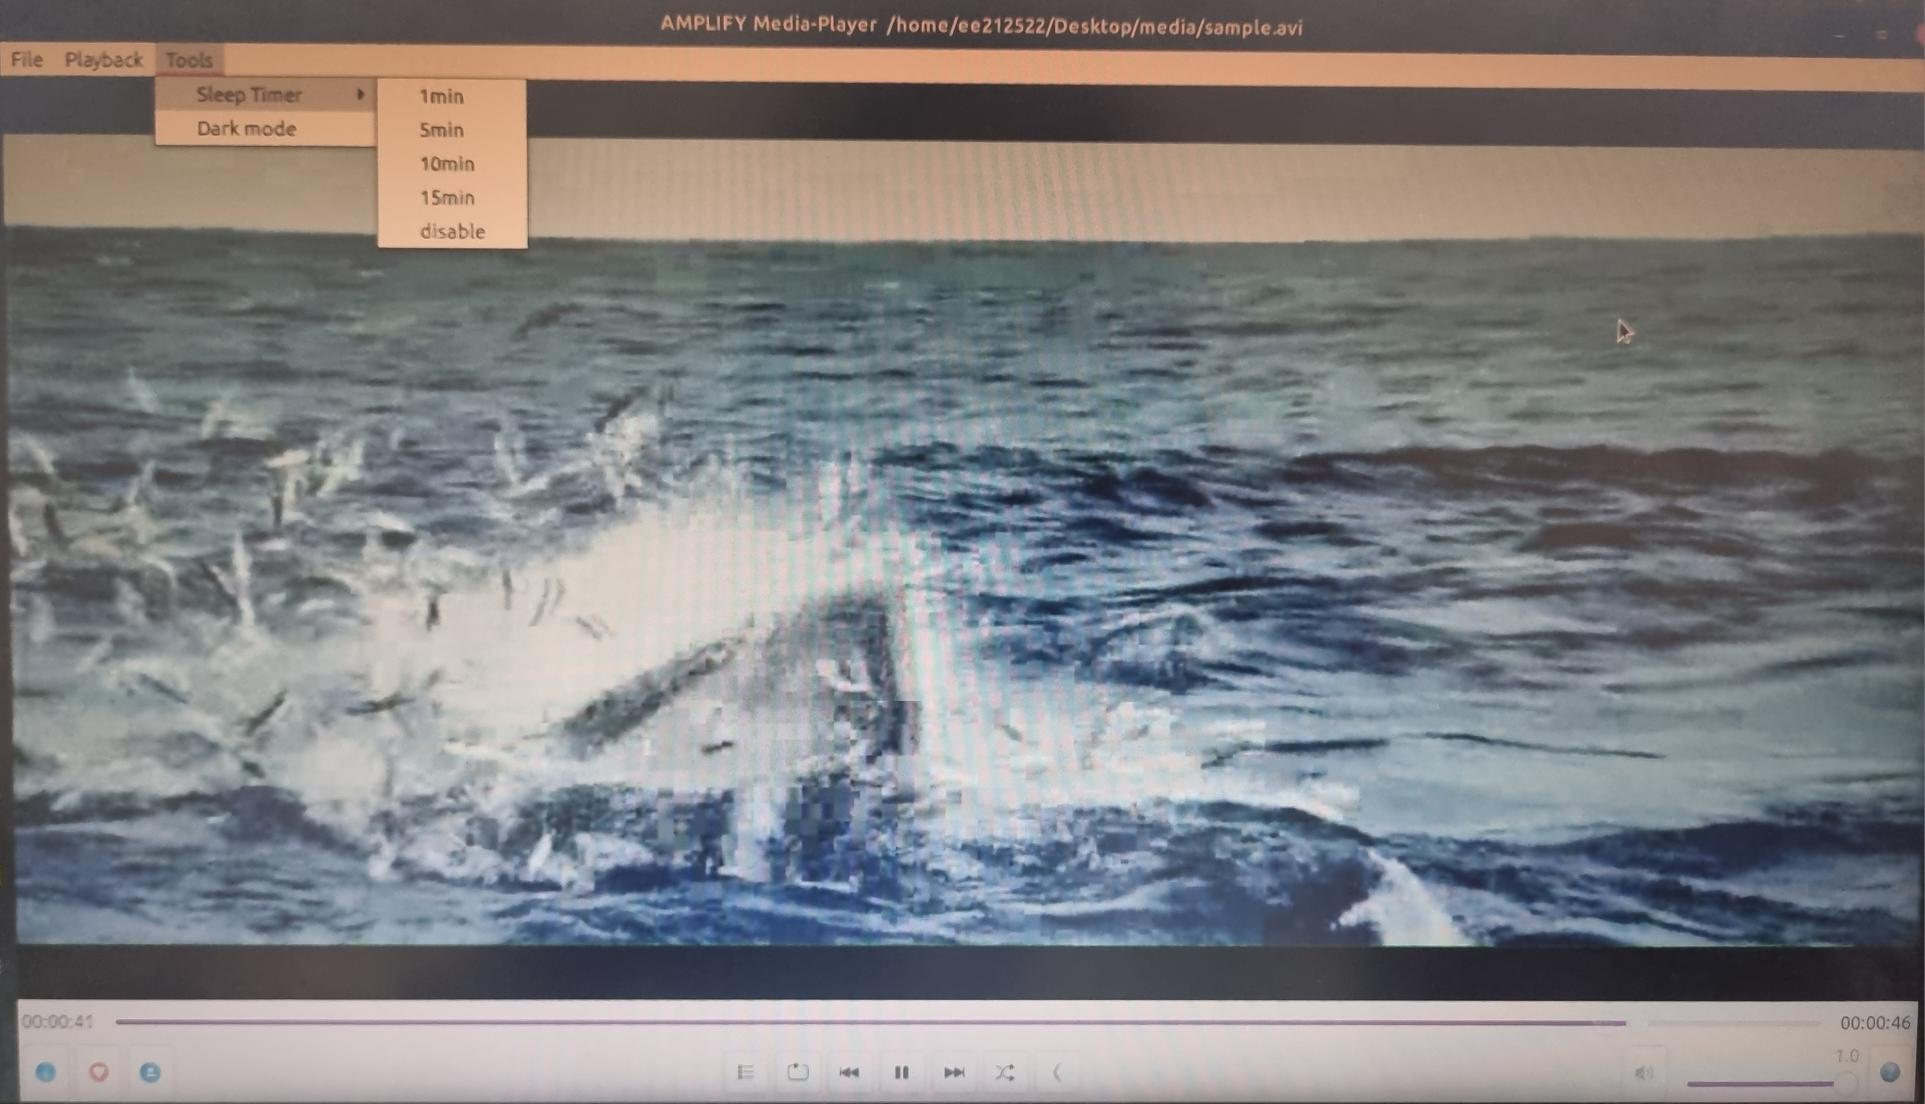 AMPLIFY Media-Player /home/ee212522/Desktop/media/sample.avi
File Playback Tools
Sleep Timer
Dark mode
1min
5min
10min
15min
disable
00:00:41
00:00:46
1.0